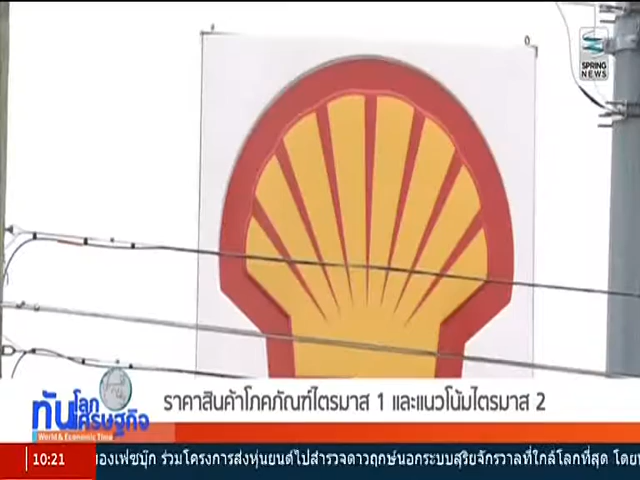 SPRING
NEWS
ทันโลก
เศรษฐกิจ
World & Economic Time
ราคาสินค้าโภคภัณฑ์ไตรมาส 1 และแนวโน้มไตรมาส 2
10:21
ของเฟซบุ๊ก ร่วมโครงการส่งหุ่นยนต์ไปสำรวจดาวฤกษ์นอกระบบสุริยจักรวาลที่ใกล้โลกที่สุด โดย